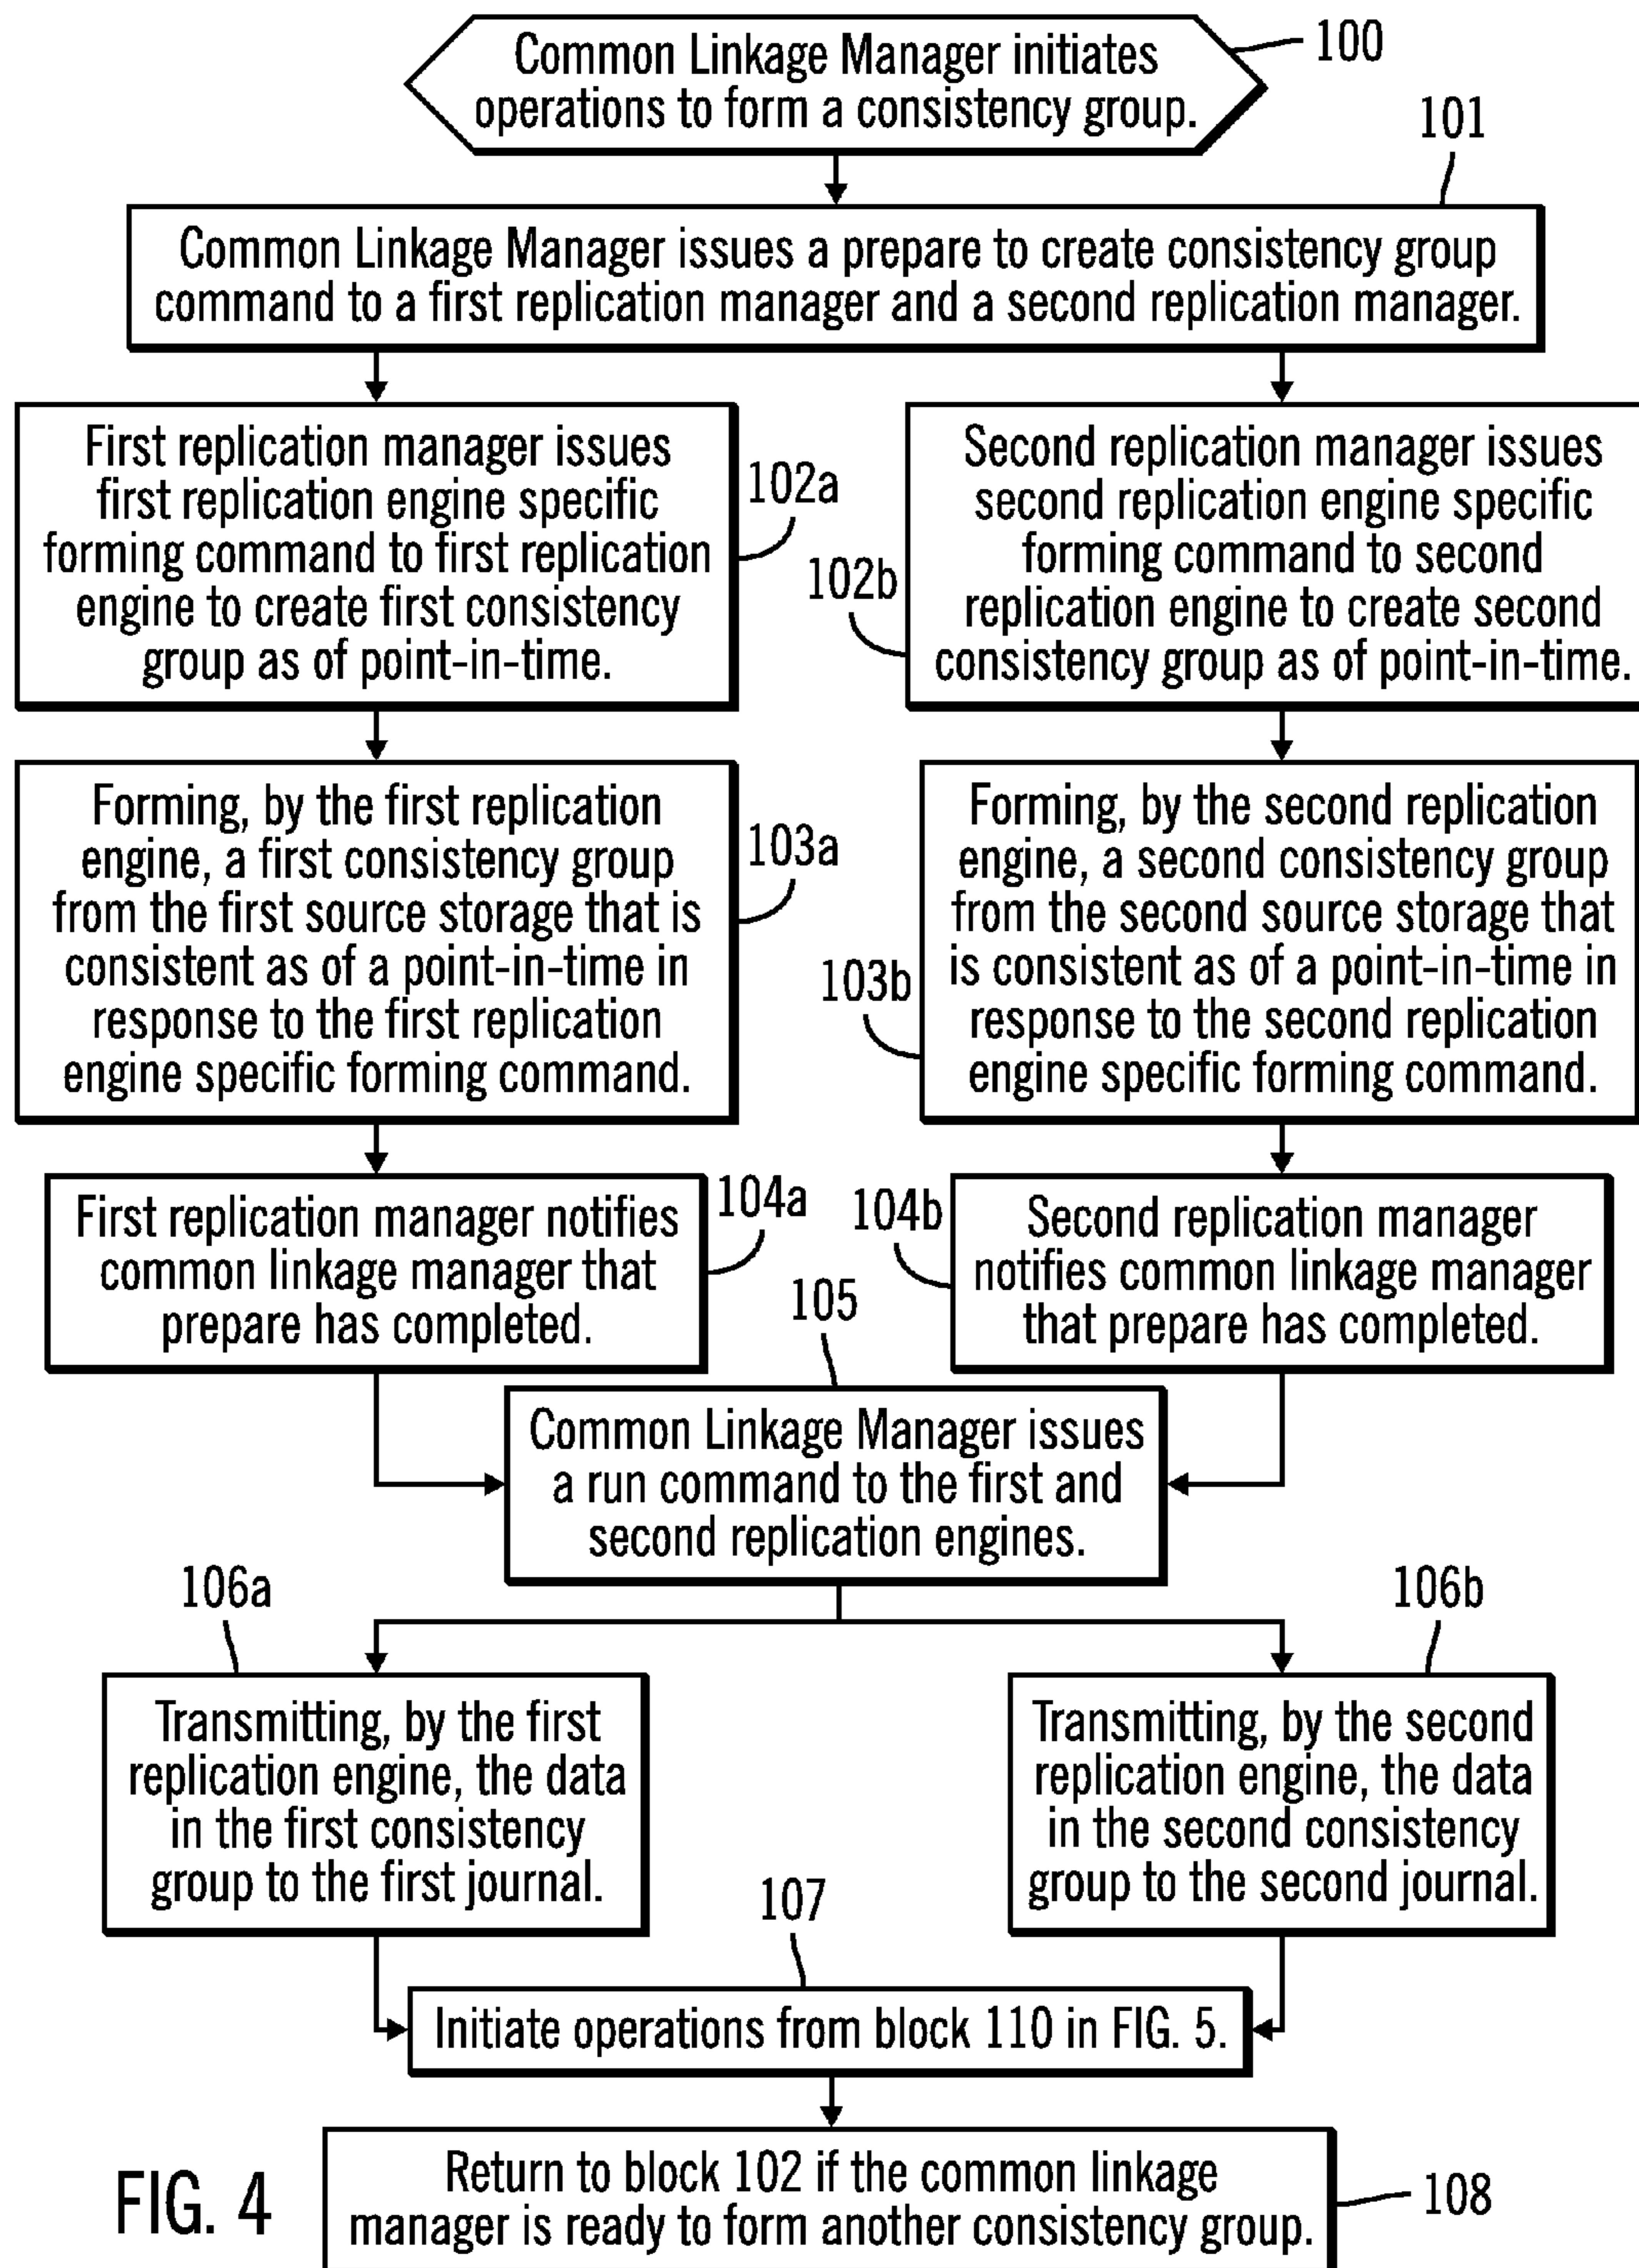 Common Linkage Manager initiates
operations to form a consistency group.
100
101
Common Linkage Manager issues a prepare to create consistency group
command to a first replication manager and a second replication manager.
First replication manager issues
first replication engine specific
forming command to first replication
engine to create first consistency
group as of point-in-time.
102a
Second replication manager issues
second replication engine specific
forming command to second
replication engine to create second
consistency group as of point-in-time.
102b
Forming, by the first replication
engine, a first consistency group
from the first source storage that is
consistent as of a point-in-time in
response to the first replication
engine specific forming command.
103a
Forming, by the second replication
engine, a second consistency group
from the second source storage that
is consistent as of a point-in-time in
response to the second replication
engine specific forming command.
103b
First replication manager notifies
common linkage manager that
prepare has completed.
104a
104b
Second replication manager
notifies common linkage manager
that prepare has completed.
105
Common Linkage Manager issues
a run command to the first and
second replication engines.
106a
106b
Transmitting, by the first
replication engine, the data
in the first consistency
group to the first journal.
Transmitting, by the second
replication engine, the data
in the second consistency
group to the second journal.
107
Initiate operations from block 110 in FIG. 5.
Return to block 102 if the common linkage
manager is ready to form another consistency group.
108
FIG. 4